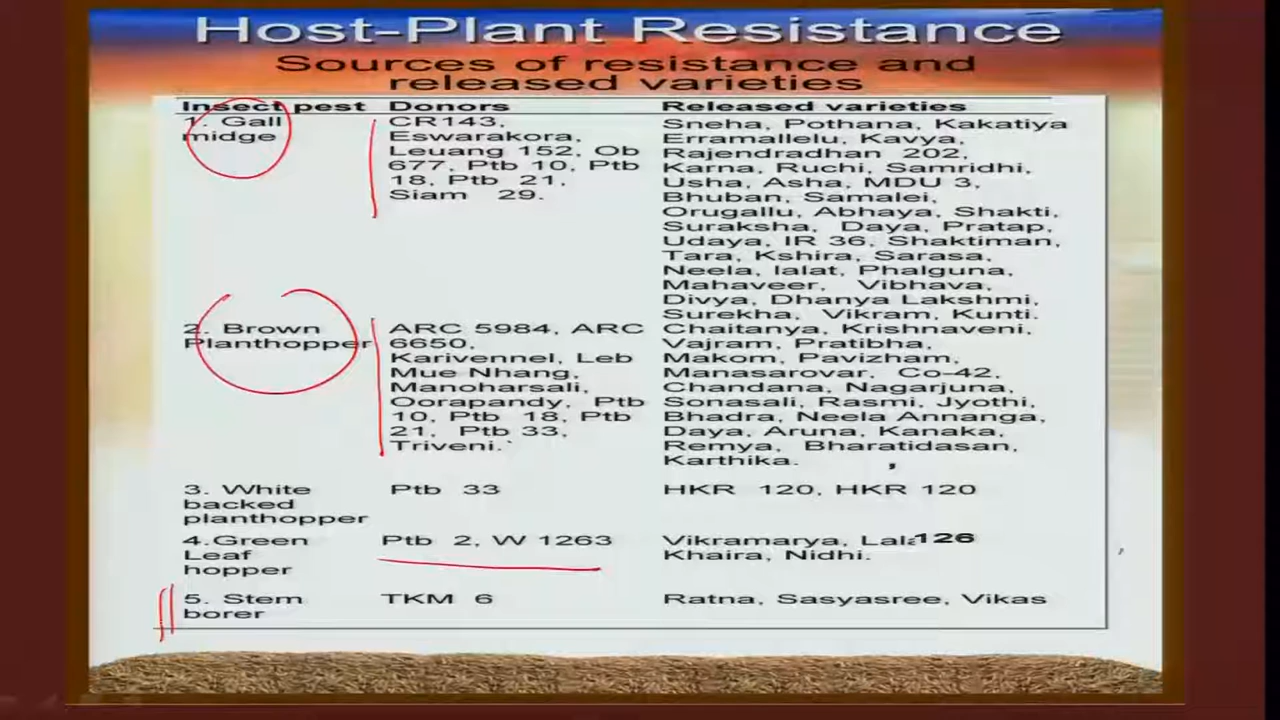 Host-Plant Resistance
Sources of resistance and
released varieties
Insect pest Donors Released varieties
1. Gall midge
CR143,
Eswarakora,
Leuang 152, Ob
677, Ptb 10, Ptb
18, Ptb 21,
Siam 29.
Sneha, Pothana, Kakatiya
Erramallelu, Kavya,
Rajendradhan 202,
Karna, Ruchi, Samridhi,
Usha, Asha, MDU 3,
Bhuban, Samalei,
Orugallu, Abhaya, Shakti,
Suraksha, Daya, Pratap,
Udaya, IR 36, Shaktiman,
Tara, Kshira, Sarasa,
Neela, lalat, Phalguna,
Mahaveer, Vibhava,
Divya, Dhanya Lakshmi,
Surekha, Vikram, Kunti.
2. Brown
Planthopper
ARC 5984, ARC
6650,
Karivennel, Leb
Mue Nhang,
Manoharsali,
Oorapandy, Ptb
10, Ptb 18, Ptb
21, Ptb 33,
Triveni.
Chaitanya, Krishnaveni,
Vajram, Pratibha,
Makom, Pavizham,
Manasarovar, Co-42,
Chandana, Nagarjuna,
Sonasali, Rasmi, Jyothi,
Bhadra, Neela Annanga,
Daya, Aruna, Kanaka,
Remya, Bharatidasan,
Karthika.
3. White
backed
planthopper
Ptb 33
HKR 120, HKR 120
4.Green
Leaf
hopper
Ptb 2, W 1263
Vikramarya, Lala 126
Khaira, Nidhi.
5. Stem
borer
TKM 6
Ratna, Sasyasree, Vikas